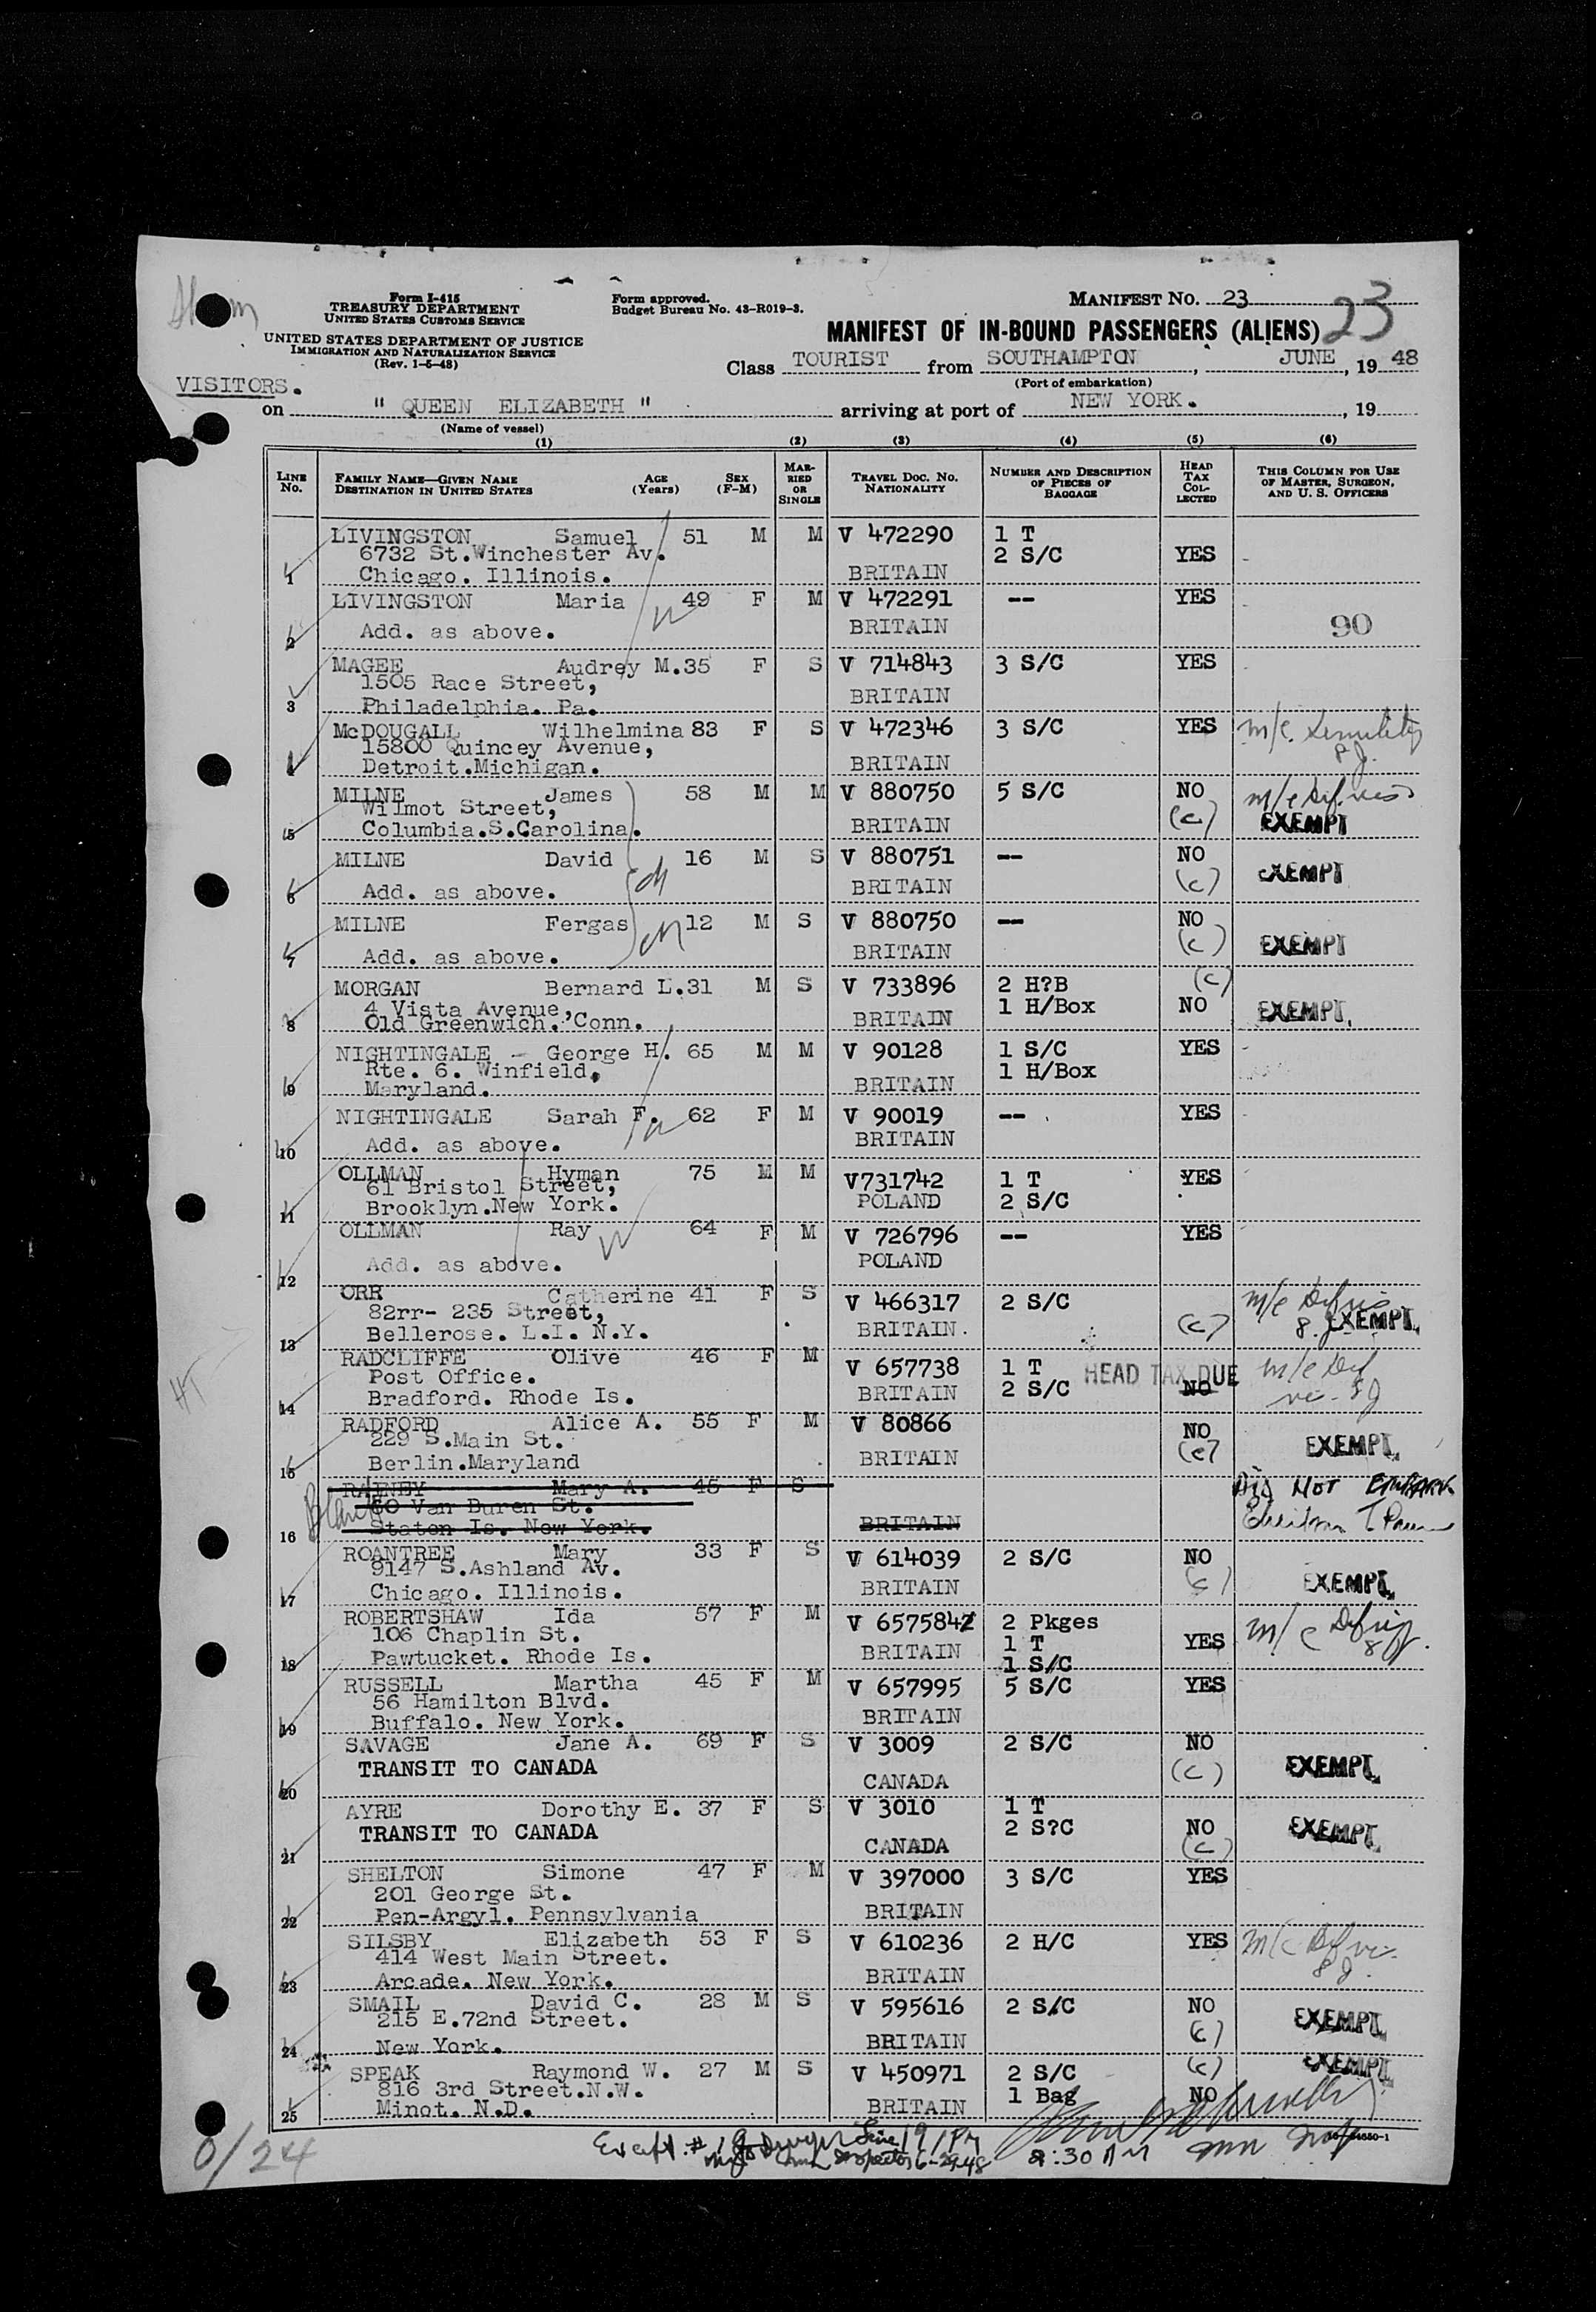 Form I-415
TREASURY DEPARTMENT
UNITED STATES CUSTOMS SERVICE
UNITED STATES DEPARTMENT OF JUSTICE
IMMIGRATION AND NATURALIZATION SERVICE
(Rev. 1-5-48)
Form approved.
Budget Bureau No. 43-R019-3.
MANIFEST NO. 23
23
MANIFEST OF IN-BOUND PASSENGERS (ALIENS)
Class TOURIST from SOUTHAMPTON, JUNE, 19 48
(Port of embarkation)
VISITORS.
on " QUEEN ELIZABETH " arriving at port of NEW YORK., 19
(Name of vessel)
(1) (2) (3) (4) (5) (6)
LINE NO.
FAMILY NAME—GIVEN NAME AGE SEX
DESTINATION IN UNITED STATES (Years) (F-M)
MARRIED OR SINGLE
TRAVEL DOC. NO. NATIONALITY
NUMBER AND DESCRIPTION OF PIECES OF BAGGAGE
HEAD TAX COLLECTED
THIS COLUMN FOR USE OF MASTER, SURGEON, AND U. S. OFFICERS
LIVINGSTON Samuel 51 M M V 472290 1 T
6732 St.Winchester Av. 2 S/C YES
1 Chicago. Illinois. BRITAIN
LIVINGSTON Maria 49 F M V 472291 -- YES
2 Add. as above. BRITAIN 90
MAGEE Audrey M. 35 F S V 714843 3 S/C YES
1505 Race Street,
3 Philadelphia. Pa. BRITAIN
McDOUGALL Wilhelmina 83 F S V 472346 3 S/C YES m/c Senility
15800 Quincey Avenue,
4 Detroit.Michigan. BRITAIN
MILNE James 58 M M V 880750 5 S/C NO
Wilmot Street, (c) EXEMPT
5 Columbia.S.Carolina. BRITAIN
MILNE David 16 M S V 880751 -- NO
6 Add. as above. BRITAIN (c) EXEMPT
MILNE Fergas 12 M S V 880750 -- NO
7 Add. as above. BRITAIN (c) EXEMPT
MORGAN Bernard L. 31 M S V 733896 2 H?B (c)
4 Vista Avenue, 1 H/Box NO EXEMPT.
8 Old Greenwich. Conn. BRITAIN
NIGHTINGALE - George H. 65 M M V 90128 1 S/C YES
Rte. 6. Winfield, 1 H/Box
9 Maryland. BRITAIN
NIGHTINGALE Sarah F. 62 F M V 90019 -- YES
10 Add. as above. BRITAIN
OLLMAN Hyman 75 M M V731742 1 T YES
61 Bristol Street, POLAND 2 S/C
11 Brooklyn.New York.
OLLMAN Ray 64 F M V 726796 -- YES
12 Add. as above. POLAND
ORR Catherine 41 F S V 466317 2 S/C
82rr- 235 Street, (c) EXEMPT.
13 Bellerose. L.I. N.Y. BRITAIN.
RADCLIFFE Olive 46 F M V 657738 1 T HEAD TAX DUE
Post Office. 2 S/C NO
14 Bradford. Rhode Is. BRITAIN
RADFORD Alice A. 55 F M V 80866 NO
229 S.Main St. (c) EXEMPT.
15 Berlin.Maryland BRITAIN
RAINEY Mary A. 45 F S DID NOT EMBARK
60 Van Buren St.
16 Staton Is. New York. BRITAIN
ROANTREE Mary 33 F S V 614039 2 S/C NO
9147 S.Ashland Av. (c) EXEMPT.
17 Chicago. Illinois. BRITAIN
ROBERTSHAW Ida 57 F M V 657584 2 Pkges
106 Chaplin St. 1 T YES
18 Pawtucket. Rhode Is. BRITAIN 1 S/C
RUSSELL Martha 45 F M V 657995 5 S/C YES
56 Hamilton Blvd.
19 Buffalo. New York. BRITAIN
SAVAGE Jane A. 69 F S V 3009 2 S/C NO
TRANSIT TO CANADA (c) EXEMPT.
20 CANADA
AYRE Dorothy E. 37 F S V 3010 1 T
TRANSIT TO CANADA 2 S?C NO EXEMPT.
21 CANADA (c)
SHELTON Simone 47 F M V 397000 3 S/C YES
201 George St.
22 Pen-Argyl. Pennsylvania BRITAIN
SILSBY Elizabeth 53 F S V 610236 2 H/C YES
414 West Main Street.
23 Arcade. New York. BRITAIN
SMAIL David C. 28 M S V 595616 2 S/C NO
215 E.72nd Street. (c) EXEMPT.
24 New York. BRITAIN
SPEAK Raymond W. 27 M S V 450971 2 S/C (c) EXEMPT.
816 3rd Street.N.W. 1 Bag NO
25 Minot. N.D. BRITAIN
0/24
8:30 AM